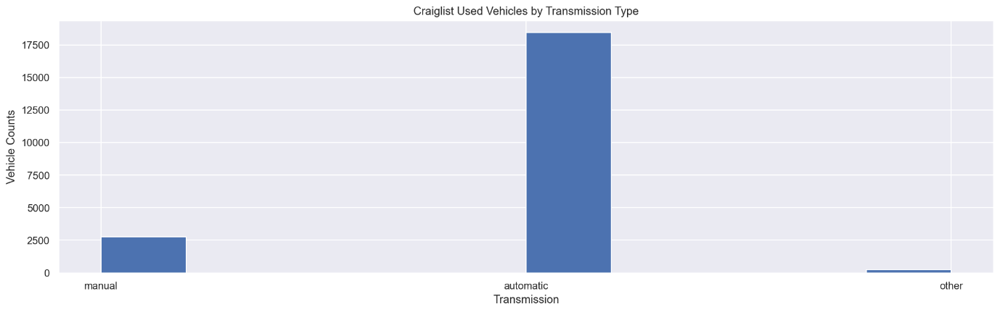 Craiglist Used Vehicles by Transmission Type
17500
15000
12500
10000
7500
5000
2500
0
Vehicle Counts
manual automatic other
Transmission